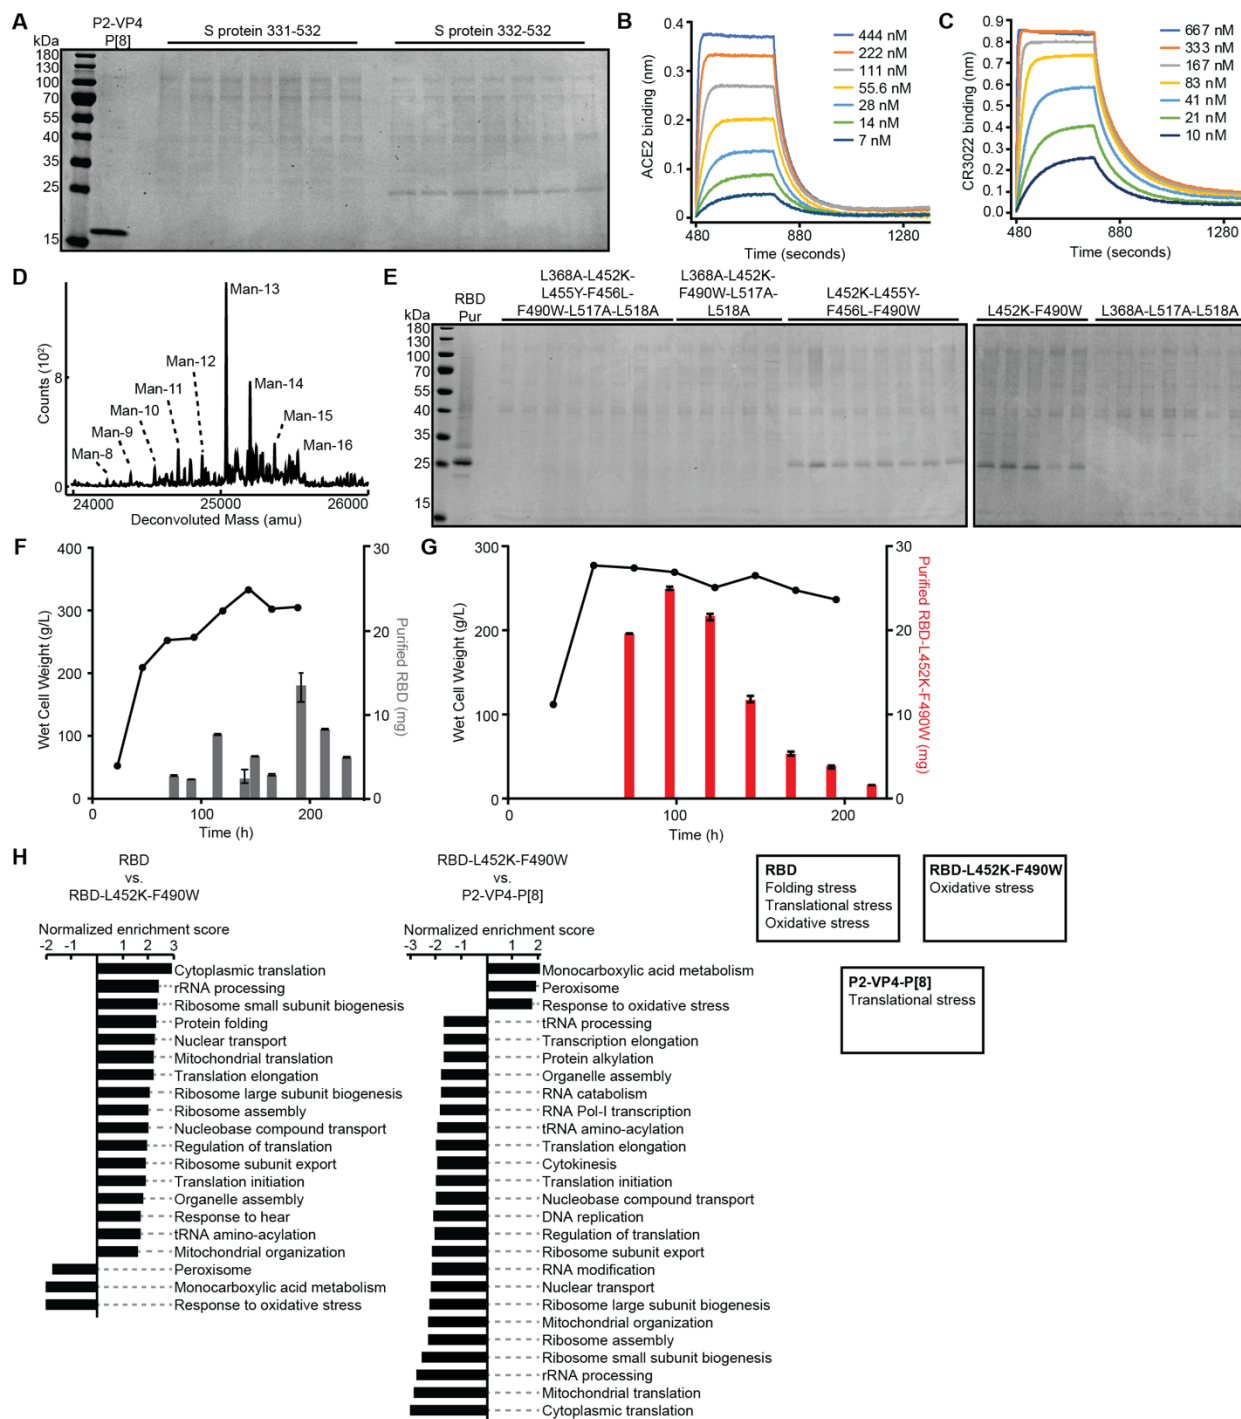 A
P2-VP4
P[8]
S protein 331-532
S protein 332-532
kDa
180
130
100
70
55
40
35
25
15
B
ACE2 binding (nm)
0.4
0.3
0.2
0.1
0
480
880
1280
Time (seconds)
444 nM
222 nM
111 nM
55.6 nM
28 nM
14 nM
7 nM
C
CR3022 binding (nm)
0.9
0.8
0.7
0.6
0.5
0.4
0.3
0.2
0.1
0.0
480
880
1280
Time (seconds)
667 nM
333 nM
167 nM
83 nM
41 nM
21 nM
10 nM
D
Counts (10²)
8
0
Man-8
Man-9
Man-10
Man-11
Man-12
Man-13
Man-14
Man-15
Man-16
24000
25000
26000
Deconvoluted Mass (amu)
E
RBD
Pur
L368A-L452K-
L455Y-F456L-
F490W-L517A-L518A
L368A-L452K-
F490W-L517A-
L518A
L452K-L455Y-
F456L-F490W
L452K-F490W
L368A-L517A-L518A
kDa
180
130
100
70
55
40
35
25
15
F
Wet Cell Weight (g/L)
400
300
200
100
0
0
100
200
Time (h)
30
20
10
0
Purified RBD (mg)
G
Wet Cell Weight (g/L)
300
200
100
0
0
100
200
Time (h)
30
20
10
0
Purified RBD-L452K-F490W (mg)
H
RBD
vs.
RBD-L452K-F490W
Normalized enrichment score
-2 -1 1 2 3
Cytoplasmic translation
rRNA processing
Ribosome small subunit biogenesis
Protein folding
Nuclear transport
Mitochondrial translation
Translation elongation
Ribosome large subunit biogenesis
Ribosome assembly
Nucleobase compound transport
Regulation of translation
Ribosome subunit export
Translation initiation
Organelle assembly
Response to hear
tRNA amino-acylation
Mitochondrial organization
Peroxisome
Monocarboxylic acid metabolism
Response to oxidative stress
RBD-L452K-F490W
vs.
P2-VP4-P[8]
Normalized enrichment score
-3 -2 -1 1 2
Monocarboxylic acid metabolism
Peroxisome
Response to oxidative stress
tRNA processing
Transcription elongation
Protein alkylation
Organelle assembly
RNA catabolism
RNA Pol-I transcription
tRNA amino-acylation
Translation elongation
Cytokinesis
Translation initiation
Nucleobase compound transport
DNA replication
Regulation of translation
Ribosome subunit export
RNA modification
Nuclear transport
Ribosome large subunit biogenesis
Mitochondrial organization
Ribosome assembly
Ribosome small subunit biogenesis
rRNA processing
Mitochondrial translation
Cytoplasmic translation
RBD
Folding stress
Translational stress
Oxidative stress
RBD-L452K-F490W
Oxidative stress
P2-VP4-P[8]
Translational stress